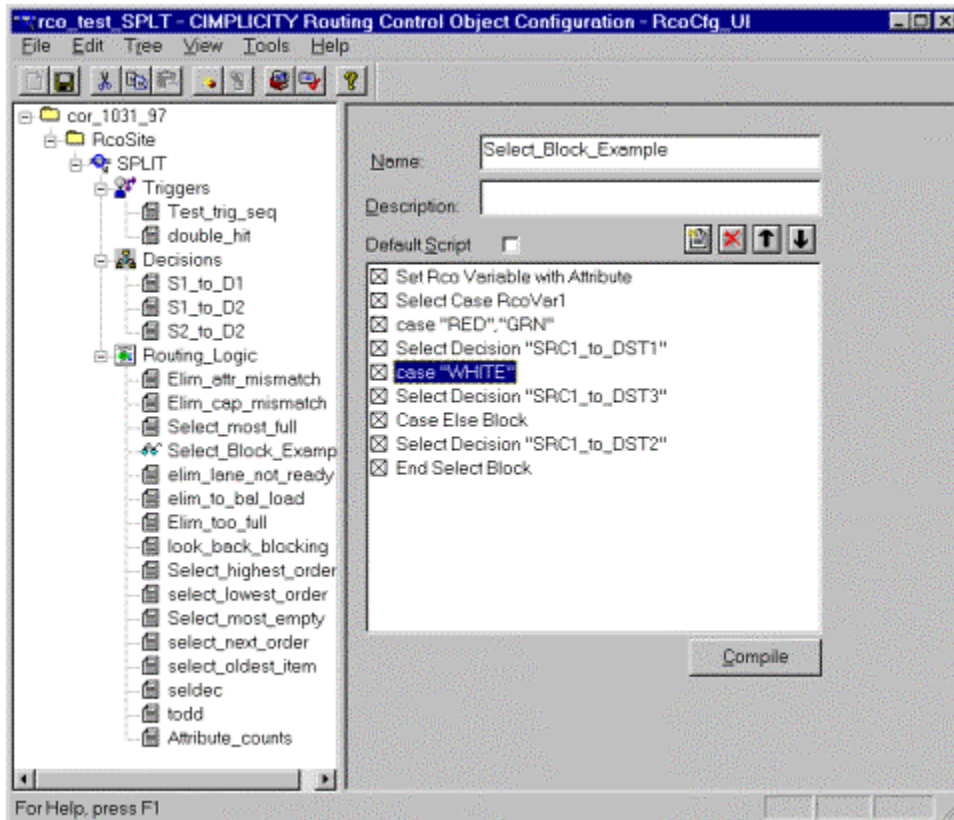 rco_test_SPLT - CIMPLICITY Routing Control Object Configuration - RcoCfg_UI
File Edit Tree View Tools Help
cor_1031_97
RcoSite
SPLIT
Triggers
Test_trig_seq
double_hit
Decisions
S1_to_D1
S1_to_D2
S2_to_D2
Routing_Logic
Elim_attr_mismatch
Elim_cap_mismatch
Select_most_full
Select_Block_Examp
elim_lane_not_ready
elim_to_bal_load
Elim_too_full
look_back_blocking
Select_highest_order
select_lowest_order
Select_most_empty
select_next_order
select_oldest_item
seldec
todd
Attribute_counts
Name: Select_Block_Example
Description:
Default Script
Set Rco Variable with Attribute
Select Case RcoVar1
case "RED","GRN"
Select Decision "SRC1_to_DST1"
case "WHITE"
Select Decision "SRC1_to_DST3"
Case Else Block
Select Decision "SRC1_to_DST2"
End Select Block
Compile
For Help, press F1